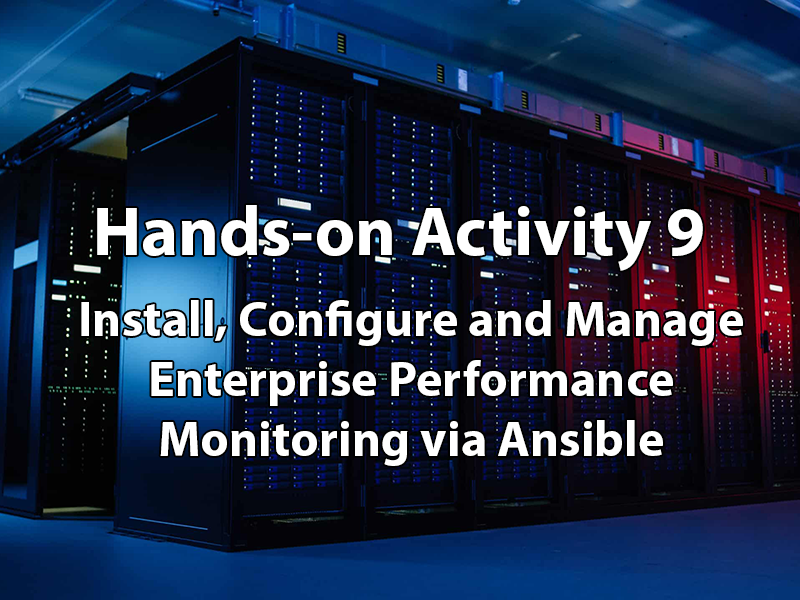 Hands-on Activity 9
Install, Configure and Manage
Enterprise Performance
Monitoring via Ansible